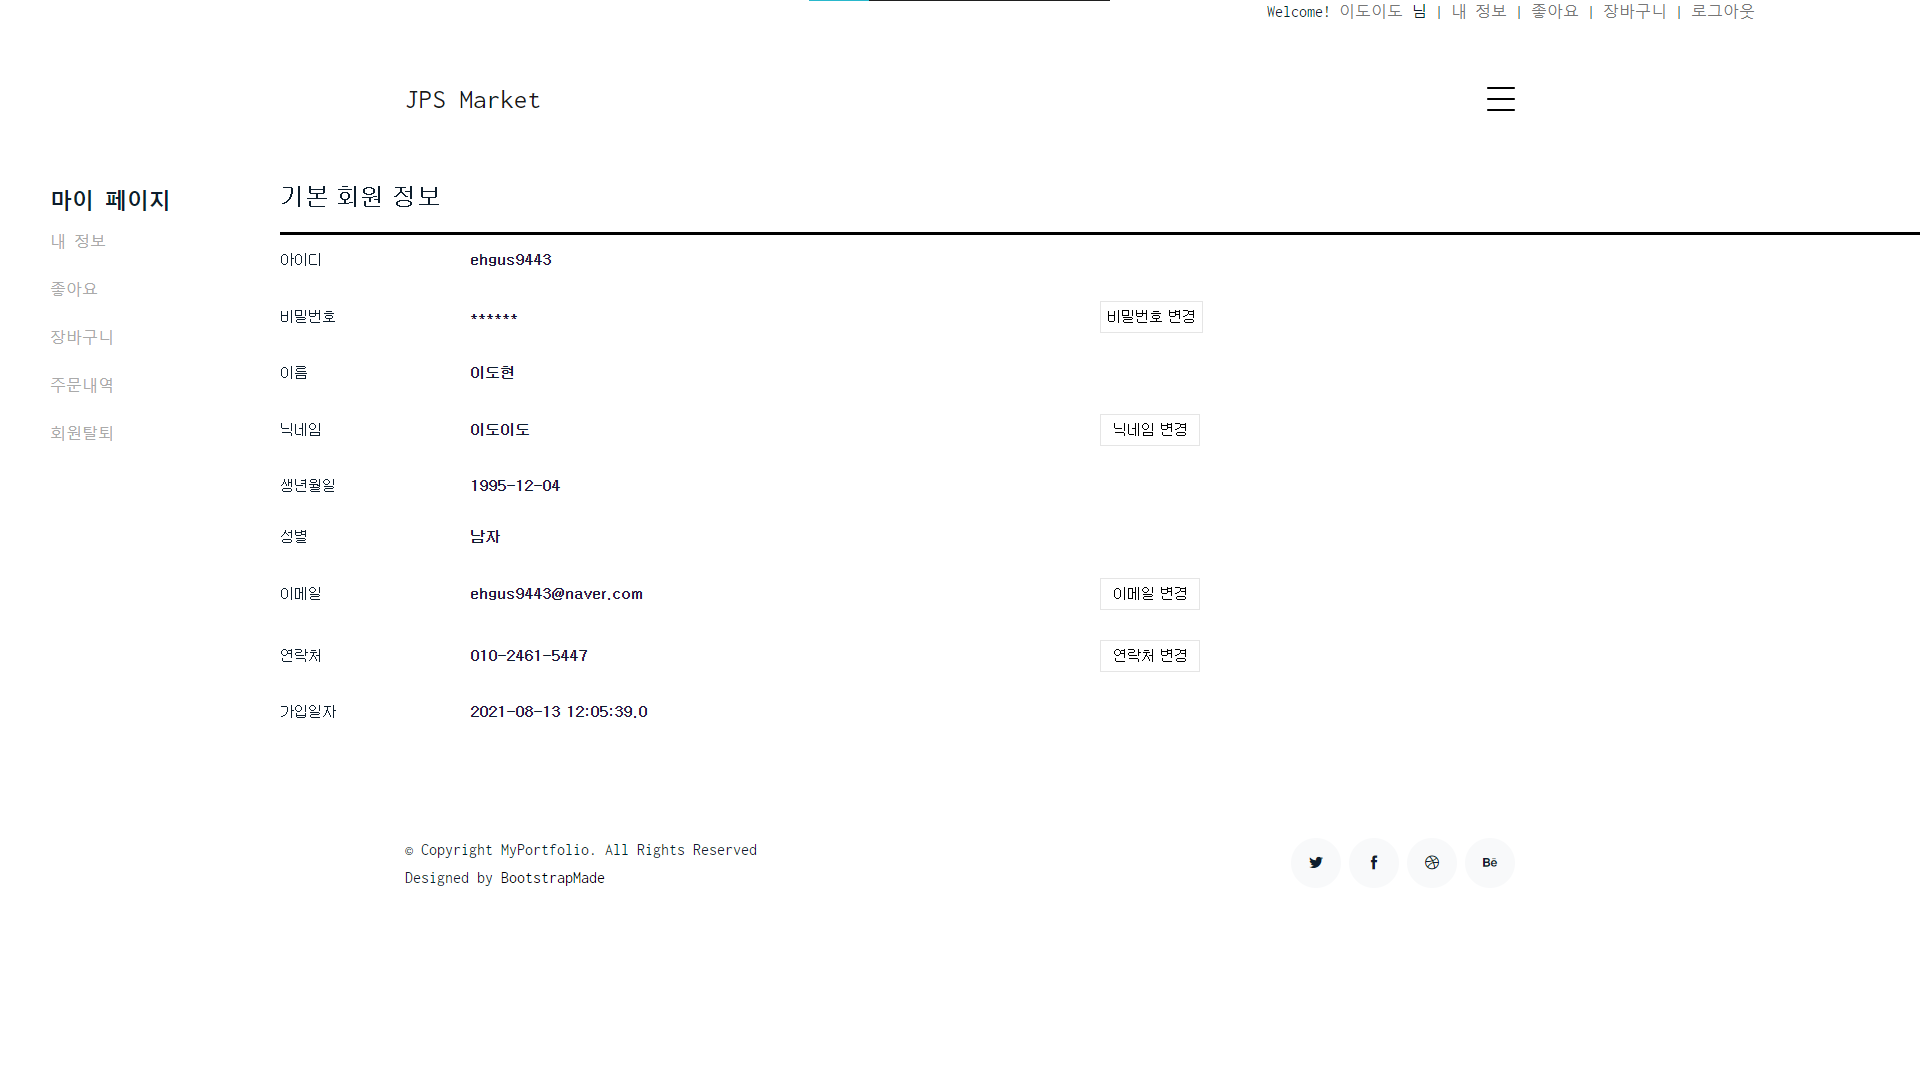 Welcome! 이도이도 님 | 내 정보 | 좋아요 | 장바구니 | 로그아웃
JPS Market
마이 페이지
내 정보
좋아요
장바구니
주문내역
회원탈퇴
기본 회원 정보
아이디 ehgus9443
비밀번호 ****** 비밀번호 변경
이름 이도현
닉네임 이도이도 닉네임 변경
생년월일 1995-12-04
성별 남자
이메일 ehgus9443@naver.com 이메일 변경
연락처 010-2461-5447 연락처 변경
가입일자 2021-08-13 12:05:39.0
© Copyright MyPortfolio. All Rights Reserved
Designed by BootstrapMade